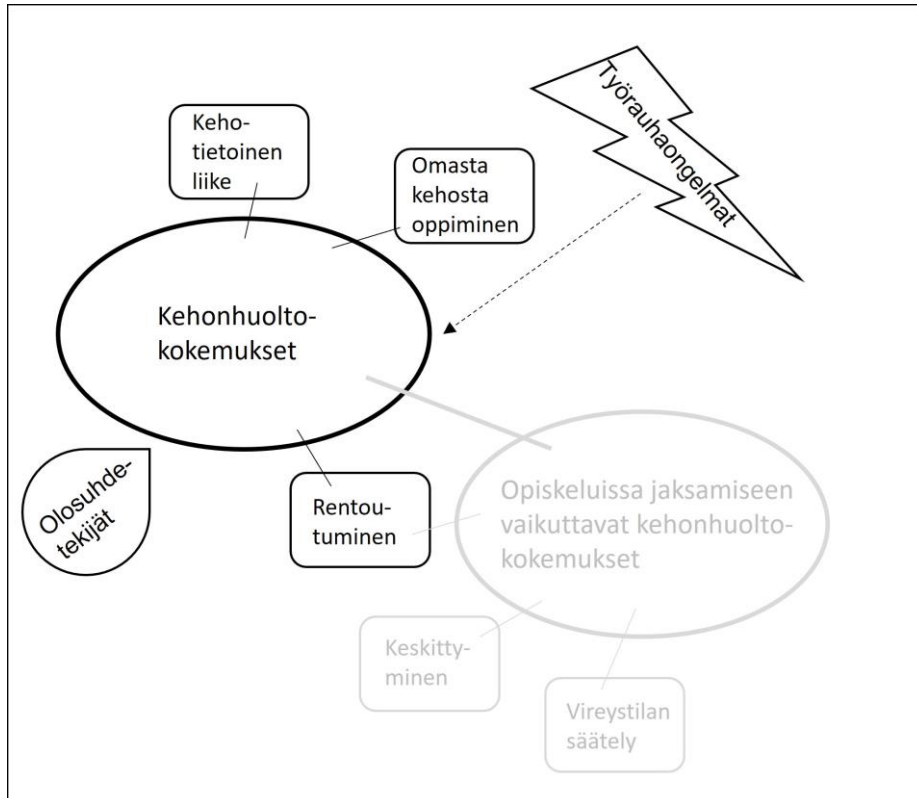 Keho-
tietoinen
liike
Omasta
kehosta
oppiminen
Työrauhaongelmat
Kehonhuolto-
kokemukset
Olosuhde-
tekijät
Rentou-
tuminen
Opiskeluissa jaksamiseen
vaikuttavat kehonhuolto-
kokemukset
Keskitty-
minen
Vireystilan
säätely